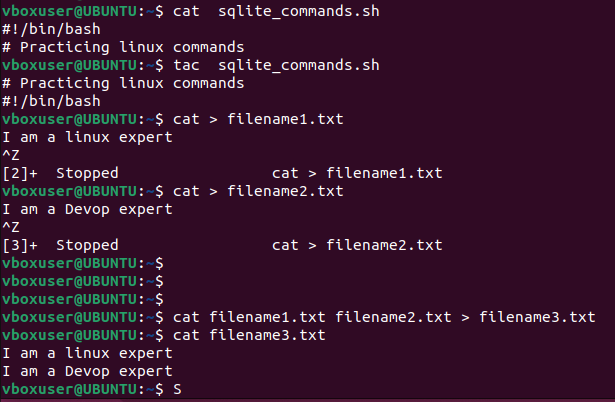 vboxuser@UBUNTU:~$ cat  sqlite_commands.sh
#!/bin/bash
# Practicing linux commands
vboxuser@UBUNTU:~$ tac  sqlite_commands.sh
# Practicing linux commands
#!/bin/bash
vboxuser@UBUNTU:~$ cat > filename1.txt
I am a linux expert
^Z
[2]+  Stopped                 cat > filename1.txt
vboxuser@UBUNTU:~$ cat > filename2.txt
I am a Devop expert
^Z
[3]+  Stopped                 cat > filename2.txt
vboxuser@UBUNTU:~$
vboxuser@UBUNTU:~$
vboxuser@UBUNTU:~$
vboxuser@UBUNTU:~$ cat filename1.txt filename2.txt > filename3.txt
vboxuser@UBUNTU:~$ cat filename3.txt
I am a linux expert
I am a Devop expert
vboxuser@UBUNTU:~$ S